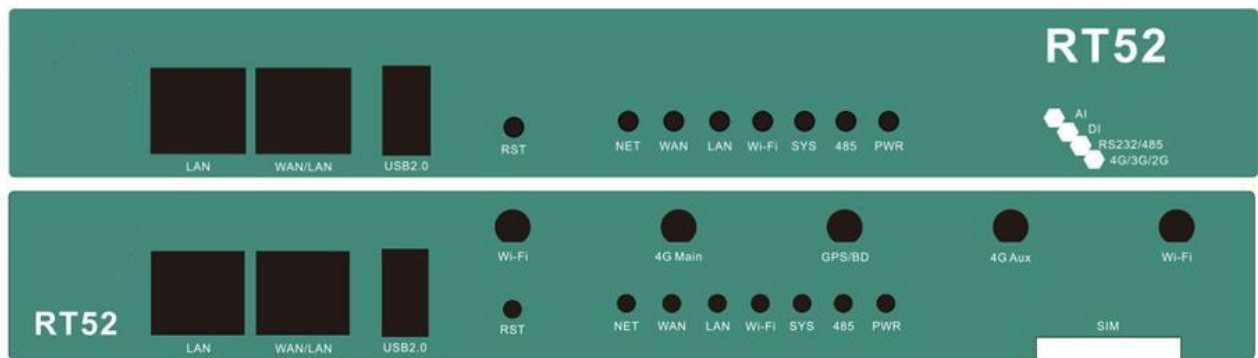 RT52
AI
DI
RS232/485
4G/3G/2G
RST
NET WAN LAN Wi-Fi SYS 485 PWR
LAN WAN/LAN USB2.0
Wi-Fi 4G Main GPS/BD 4G Aux Wi-Fi
RT52
RST
NET WAN LAN Wi-Fi SYS 485 PWR
SIM
LAN WAN/LAN USB2.0